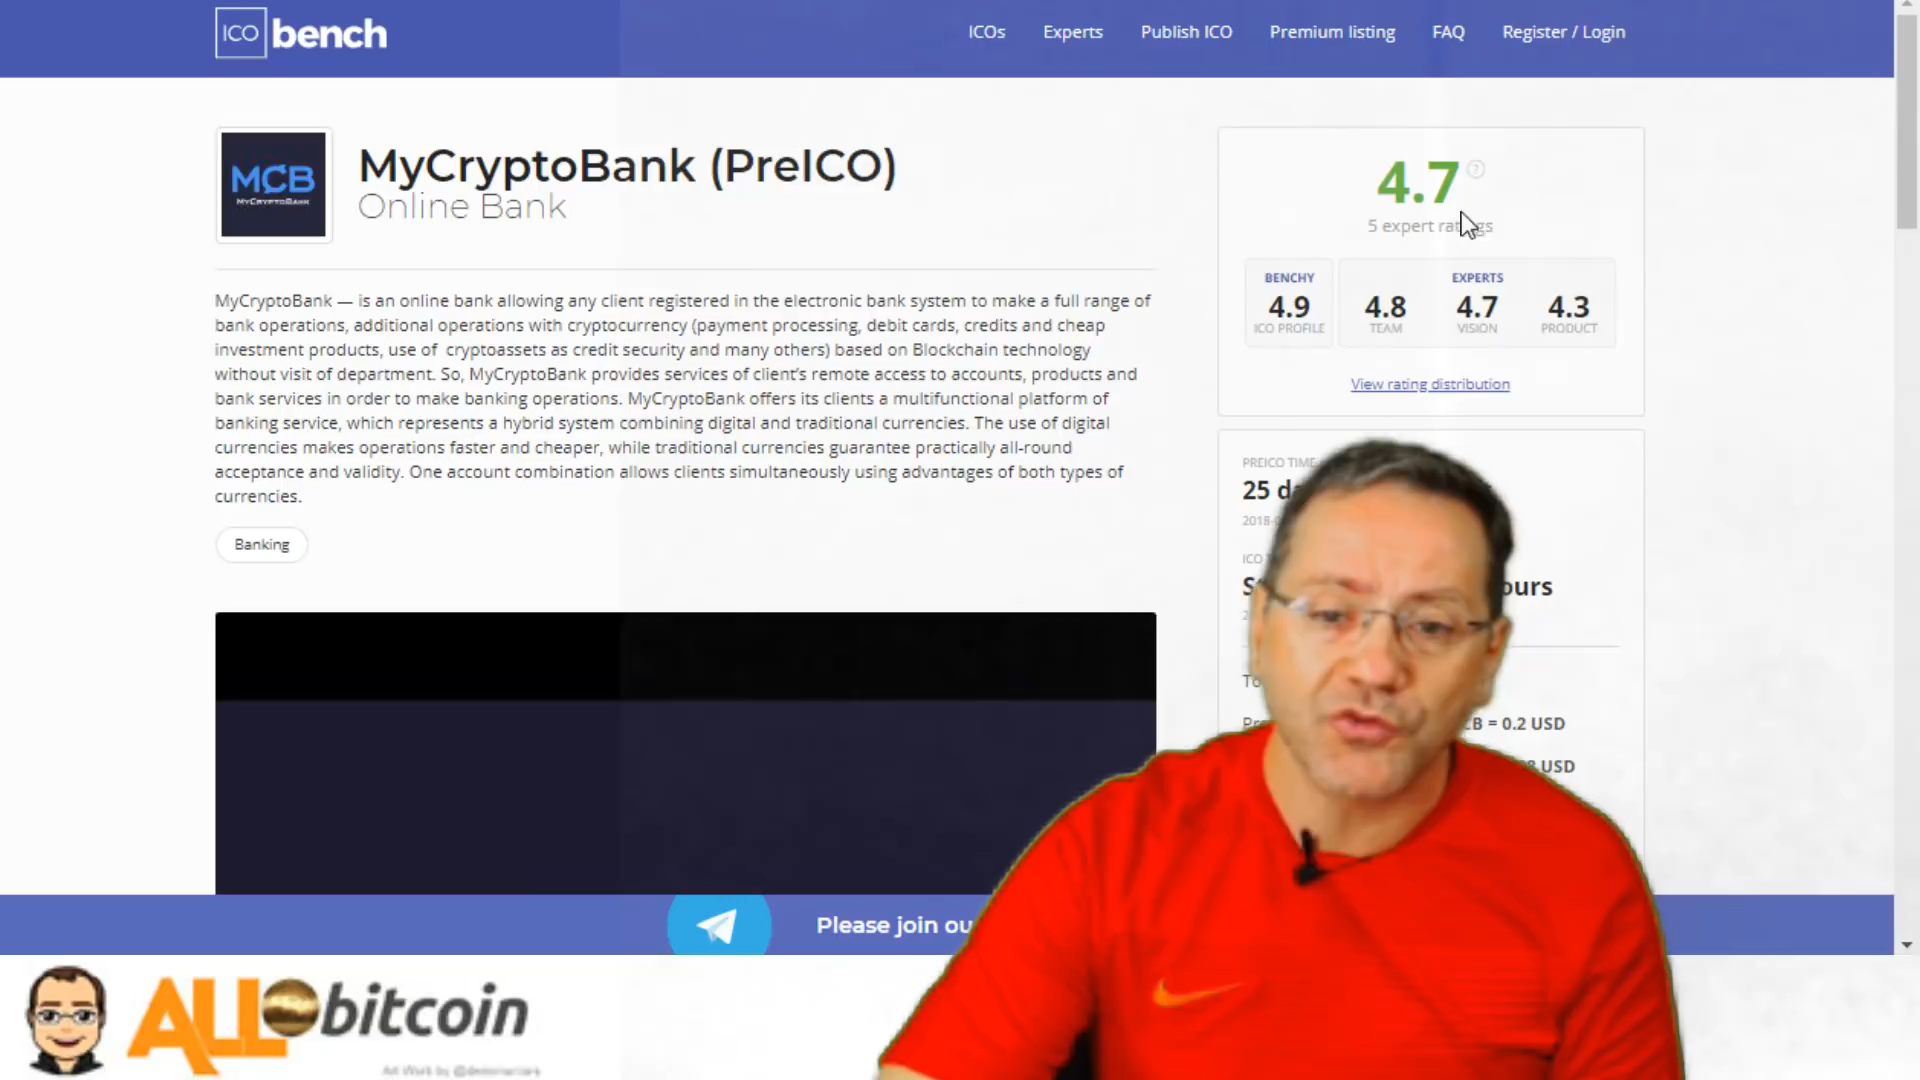 ICO bench
ICOs Experts Publish ICO Premium listing FAQ Register / Login
MCB
MYCRYPTOBANK
MyCryptoBank (PreICO)
Online Bank
MyCryptoBank — is an online bank allowing any client registered in the electronic bank system to make a full range of
bank operations, additional operations with cryptocurrency (payment processing, debit cards, credits and cheap
investment products, use of cryptoassets as credit security and many others) based on Blockchain technology
without visit of department. So, MyCryptoBank provides services of client's remote access to accounts, products and
bank services in order to make banking operations. MyCryptoBank offers its clients a multifunctional platform of
banking service, which represents a hybrid system combining digital and traditional currencies. The use of digital
currencies makes operations faster and cheaper, while traditional currencies guarantee practically all-round
acceptance and validity. One account combination allows clients simultaneously using advantages of both types of
currencies.
Banking
4.7 ?
5 expert ratings
BENCHY EXPERTS
4.9 4.8 4.7 4.3
ICO PROFILE TEAM VISION PRODUCT
View rating distribution
PREICO TIME
25
2018-
ICO
ours
= 0.2 USD
USD
Please join
ALL bitcoin
Art Work by